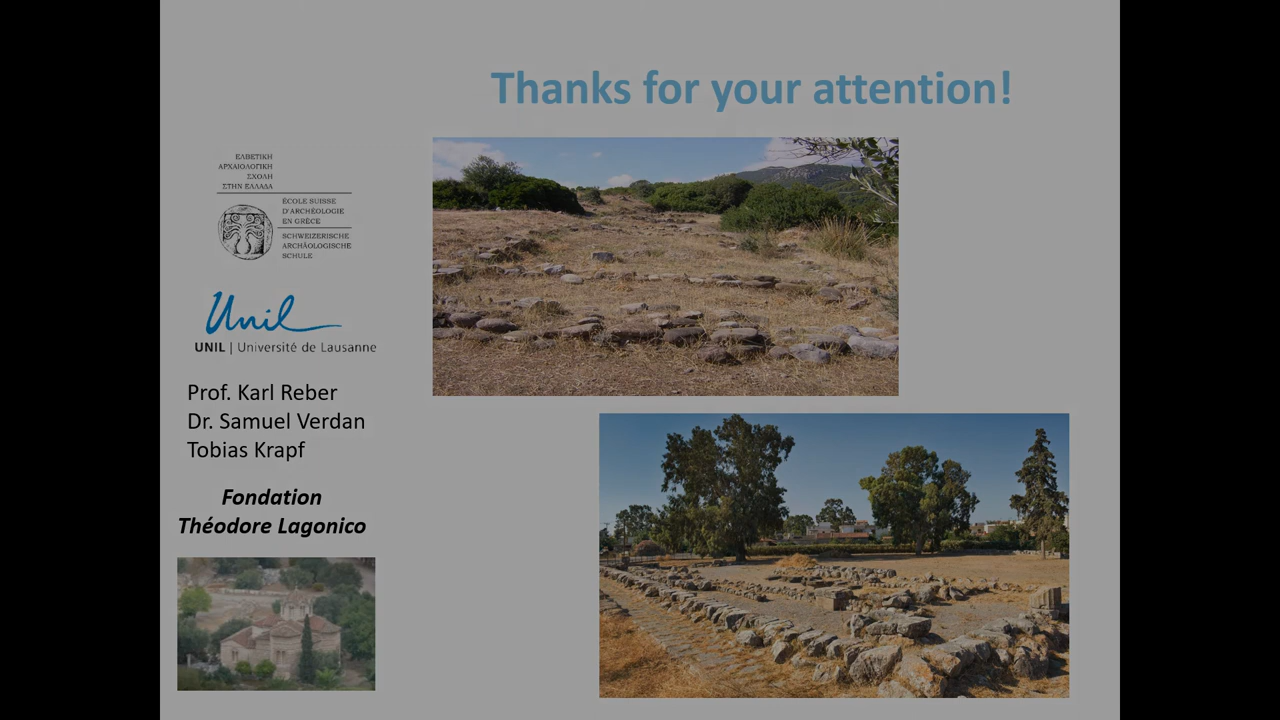 Thanks for your attention!
ΕΛΒΕΤΙΚΗ
ΑΡΧΑΙΟΛΟΓΙΚΗ
ΣΧΟΛΗ
ΣΤΗΝ ΕΛΛΑΔΑ
ÉCOLE SUISSE
D'ARCHÉOLOGIE
EN GRÈCE
SCHWEIZERISCHE
ARCHÄOLOGISCHE
SCHULE
Unil
UNIL | Université de Lausanne
Prof. Karl Reber
Dr. Samuel Verdan
Tobias Krapf
Fondation
Théodore Lagonico